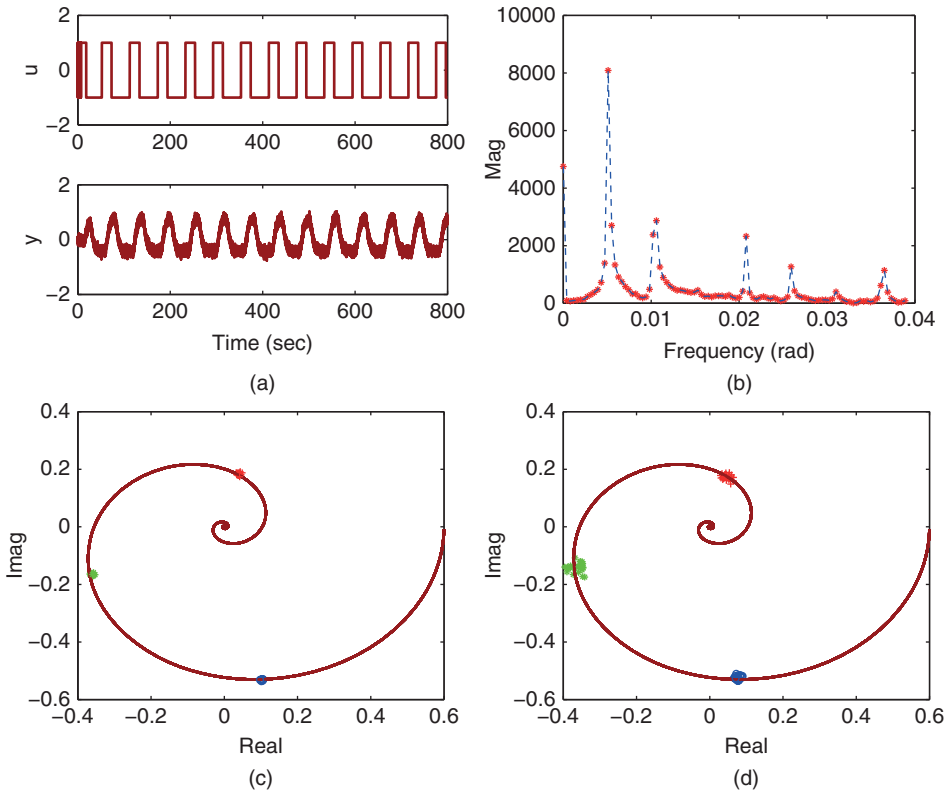 2
0
−2
u
0 200 400 600 800
2
0
−2
y
0 200 400 600 800
Time (sec)
(a)
10000
8000
6000
4000
2000
0
Mag
0 0.01 0.02 0.03 0.04
Frequency (rad)
(b)
0.4
0.2
0
−0.2
−0.4
−0.6
Imag
−0.4 −0.2 0 0.2 0.4 0.6
Real
(c)
0.4
0.2
0
−0.2
−0.4
−0.6
Imag
−0.4 −0.2 0 0.2 0.4 0.6
Real
(d)